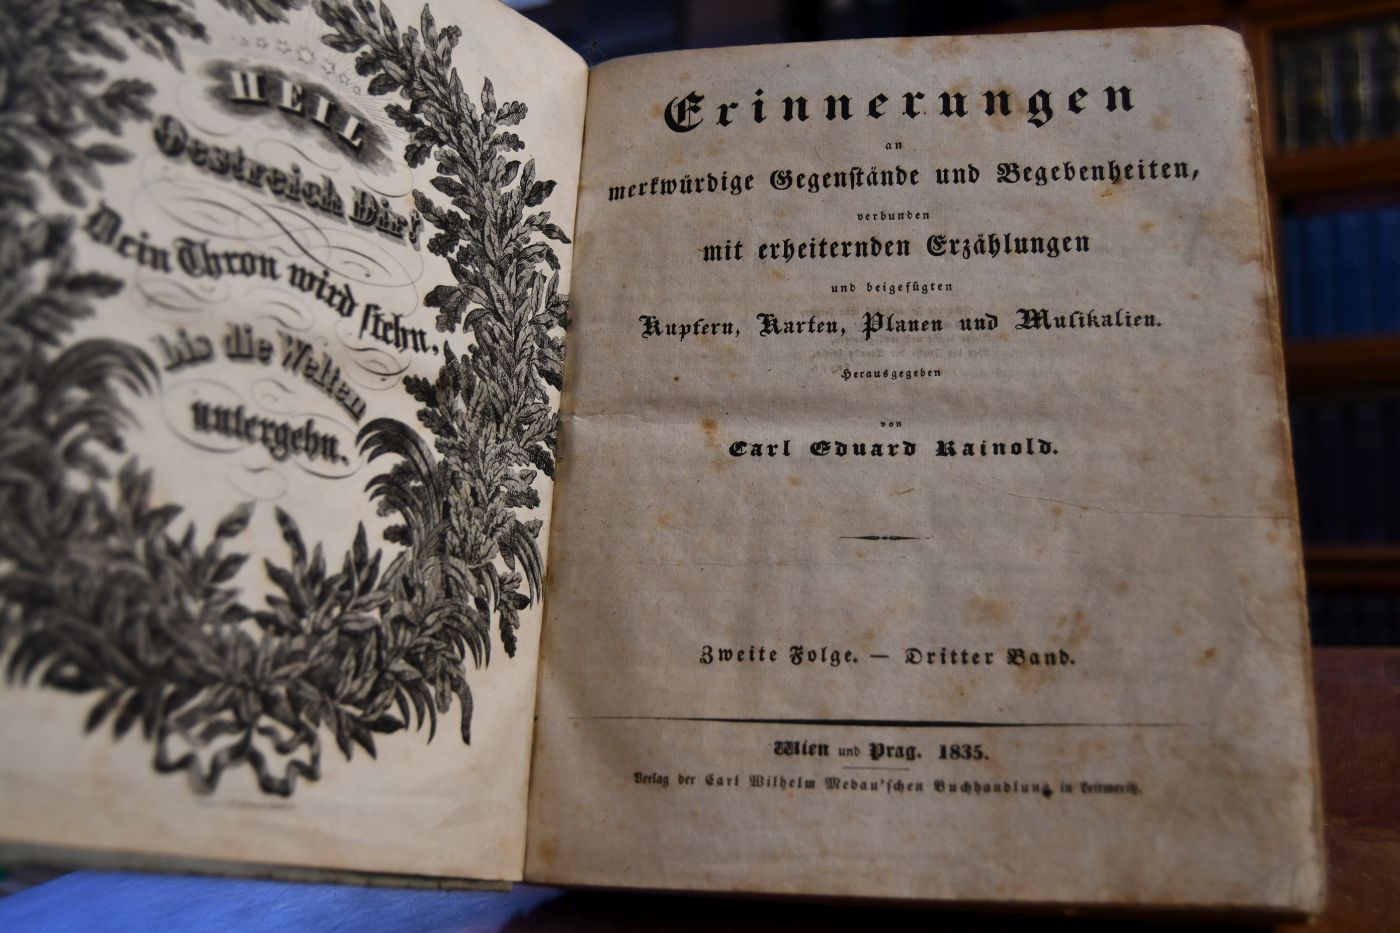 HEIL
Oestreich Dir!
Dein Thron wird stehn,
bis die Welten
untergehn.
Erinnerungen
an
merkwürdige Gegenstände und Begebenheiten,
verbunden
mit erheiternden Erzählungen
und beigefügten
Kupfern, Karten, Planen und Musikalien.
Herausgegeben
von
Carl Eduard Rainold.
Zweite Folge. — Dritter Band.
Wien und Prag. 1835.
Verlag der Carl Wilhelm Medau'schen Buchhandlung in Leitmeritz.